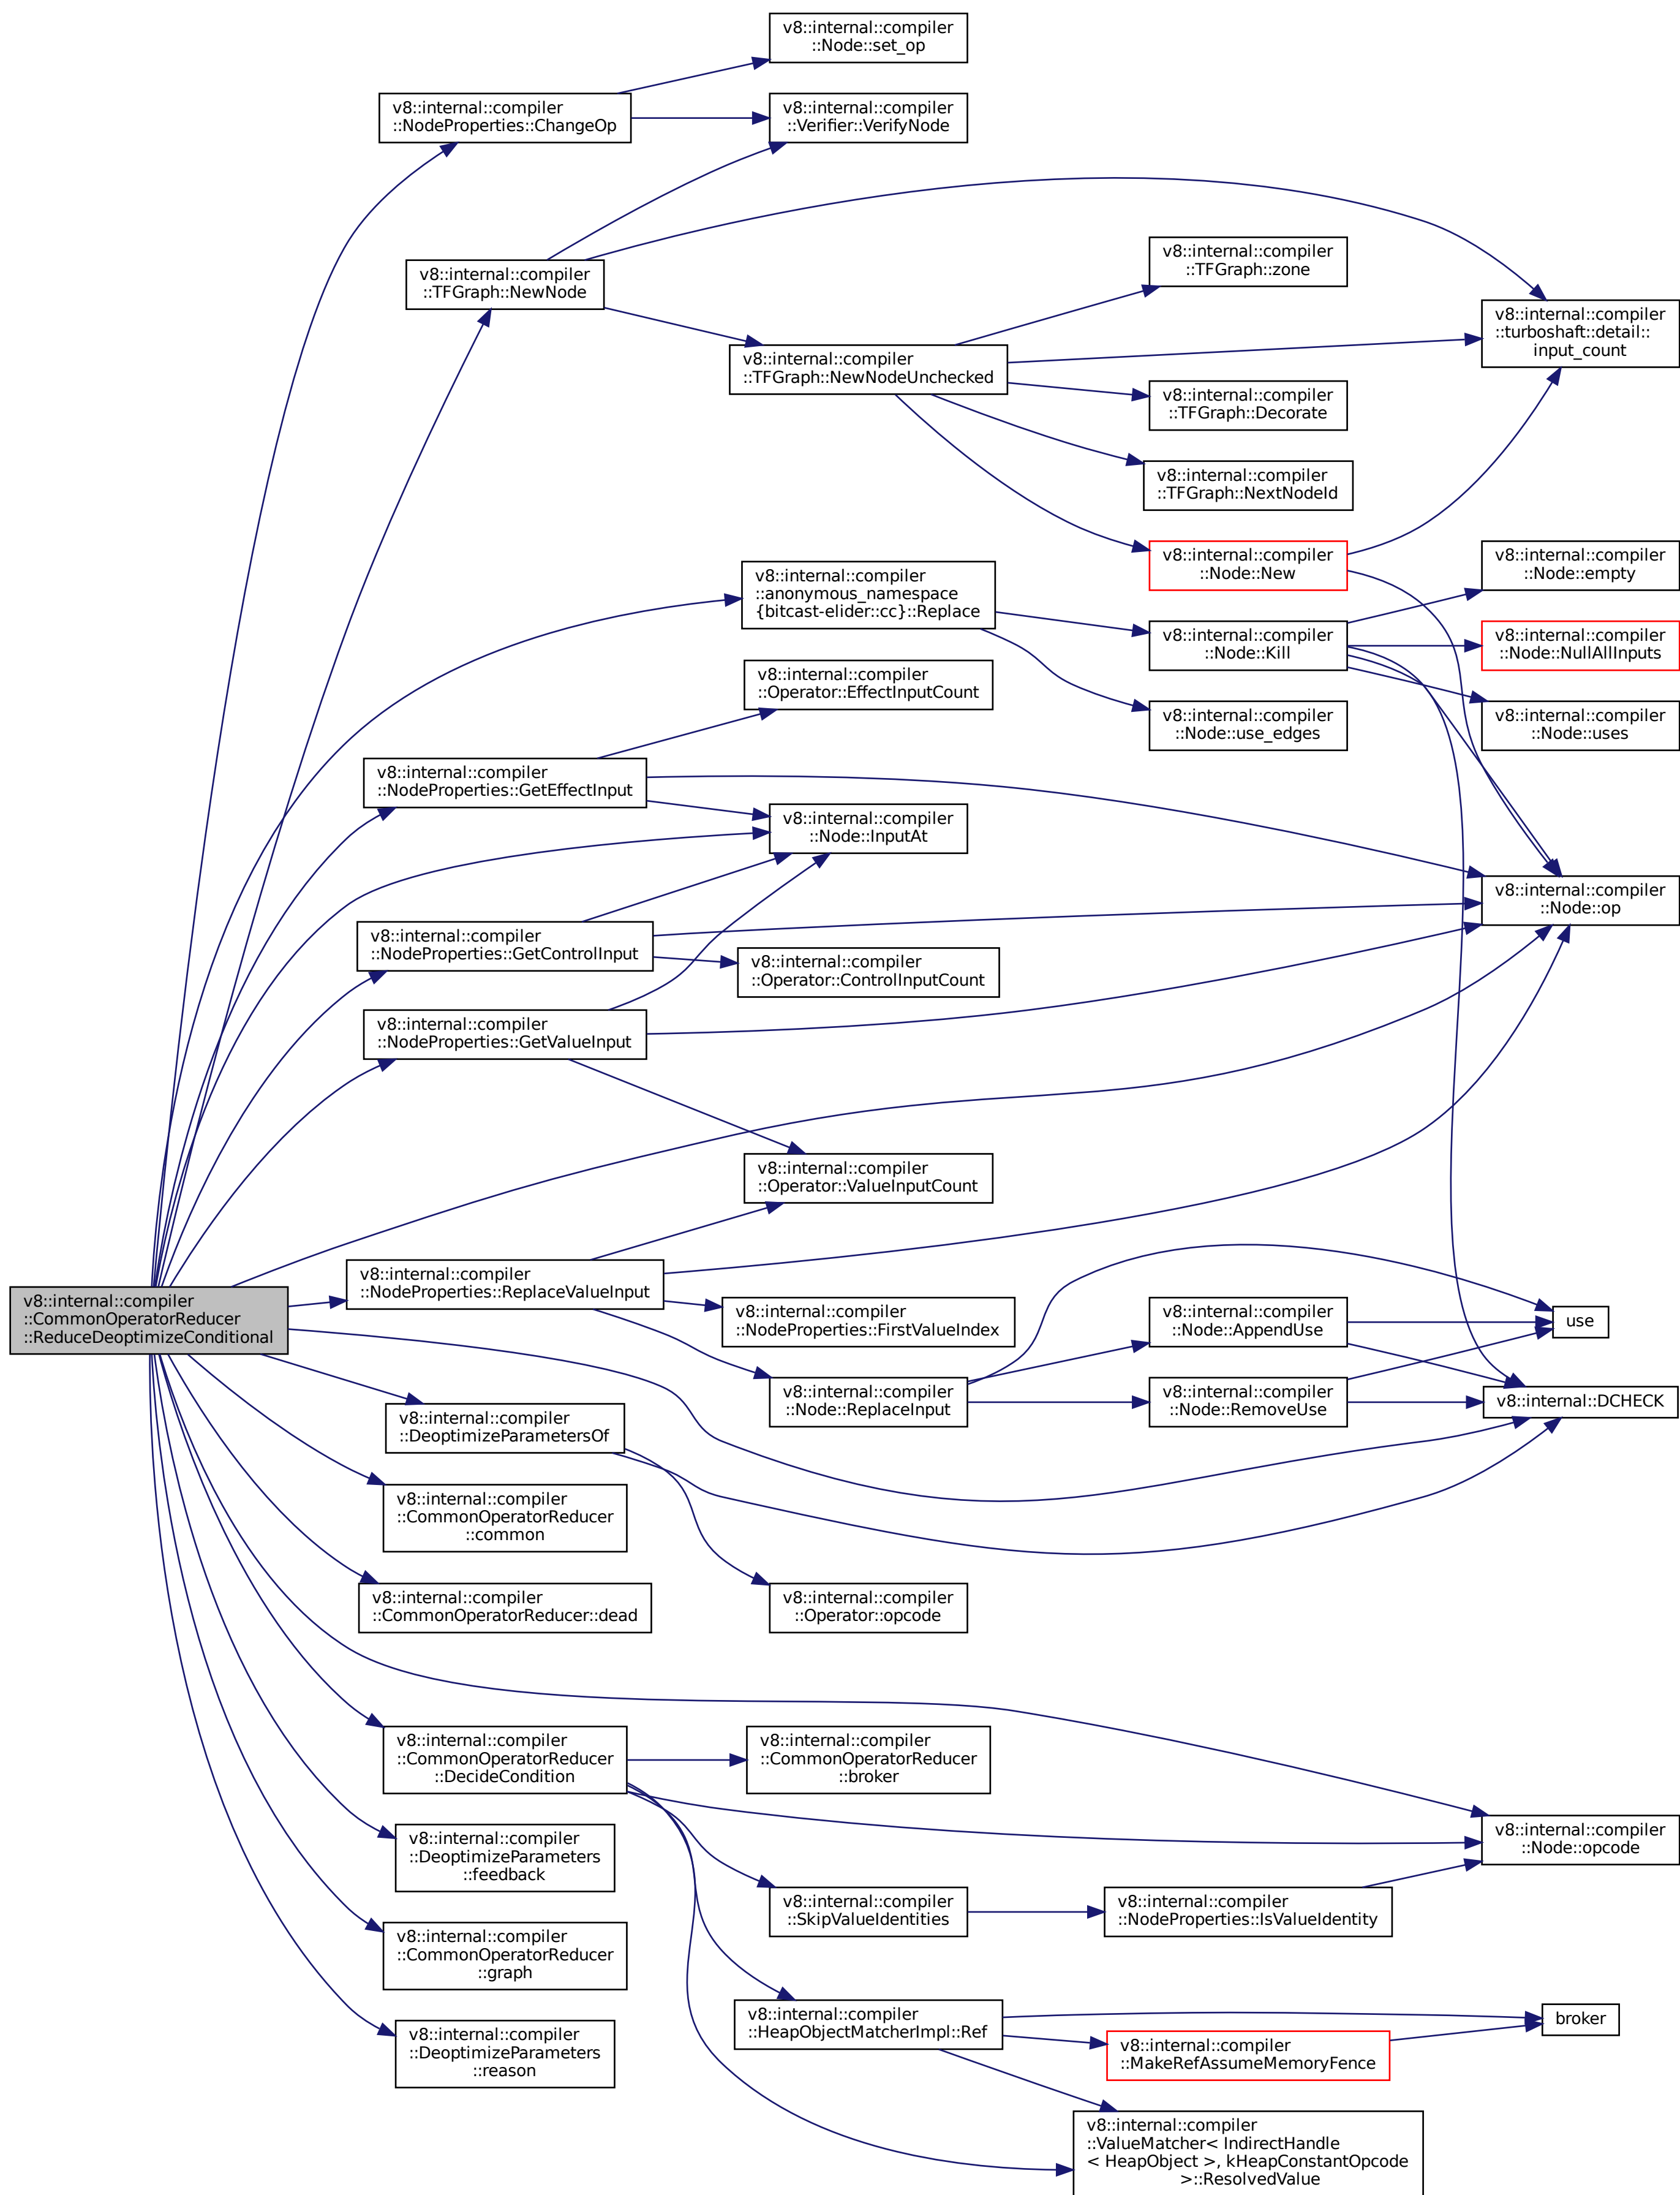 v8::internal::compiler
::Node::set_op
v8::internal::compiler
::NodeProperties::ChangeOp
v8::internal::compiler
::Verifier::VerifyNode
v8::internal::compiler
::TFGraph::zone
v8::internal::compiler
::TFGraph::NewNode
v8::internal::compiler
::turboshaft::detail::
input_count
v8::internal::compiler
::TFGraph::NewNodeUnchecked
v8::internal::compiler
::TFGraph::Decorate
v8::internal::compiler
::TFGraph::NextNodeId
v8::internal::compiler
::Node::New
v8::internal::compiler
::Node::empty
v8::internal::compiler
::anonymous_namespace
{bitcast-elider::cc}::Replace
v8::internal::compiler
::Node::Kill
v8::internal::compiler
::Node::NullAllInputs
v8::internal::compiler
::Operator::EffectInputCount
v8::internal::compiler
::Node::use_edges
v8::internal::compiler
::Node::uses
v8::internal::compiler
::NodeProperties::GetEffectInput
v8::internal::compiler
::Node::InputAt
v8::internal::compiler
::Node::op
v8::internal::compiler
::NodeProperties::GetControlInput
v8::internal::compiler
::Operator::ControlInputCount
v8::internal::compiler
::NodeProperties::GetValueInput
v8::internal::compiler
::Operator::ValueInputCount
v8::internal::compiler
::CommonOperatorReducer
::ReduceDeoptimizeConditional
v8::internal::compiler
::NodeProperties::ReplaceValueInput
v8::internal::compiler
::NodeProperties::FirstValueIndex
v8::internal::compiler
::Node::AppendUse
use
v8::internal::compiler
::Node::ReplaceInput
v8::internal::compiler
::Node::RemoveUse
v8::internal::DCHECK
v8::internal::compiler
::DeoptimizeParametersOf
v8::internal::compiler
::CommonOperatorReducer
::common
v8::internal::compiler
::CommonOperatorReducer::dead
v8::internal::compiler
::Operator::opcode
v8::internal::compiler
::CommonOperatorReducer
::DecideCondition
v8::internal::compiler
::CommonOperatorReducer
::broker
v8::internal::compiler
::Node::opcode
v8::internal::compiler
::DeoptimizeParameters
::feedback
v8::internal::compiler
::SkipValueIdentities
v8::internal::compiler
::NodeProperties::IsValueIdentity
v8::internal::compiler
::CommonOperatorReducer
::graph
v8::internal::compiler
::HeapObjectMatcherImpl::Ref
broker
v8::internal::compiler
::DeoptimizeParameters
::reason
v8::internal::compiler
::MakeRefAssumeMemoryFence
v8::internal::compiler
::ValueMatcher< IndirectHandle
< HeapObject >, kHeapConstantOpcode
>::ResolvedValue